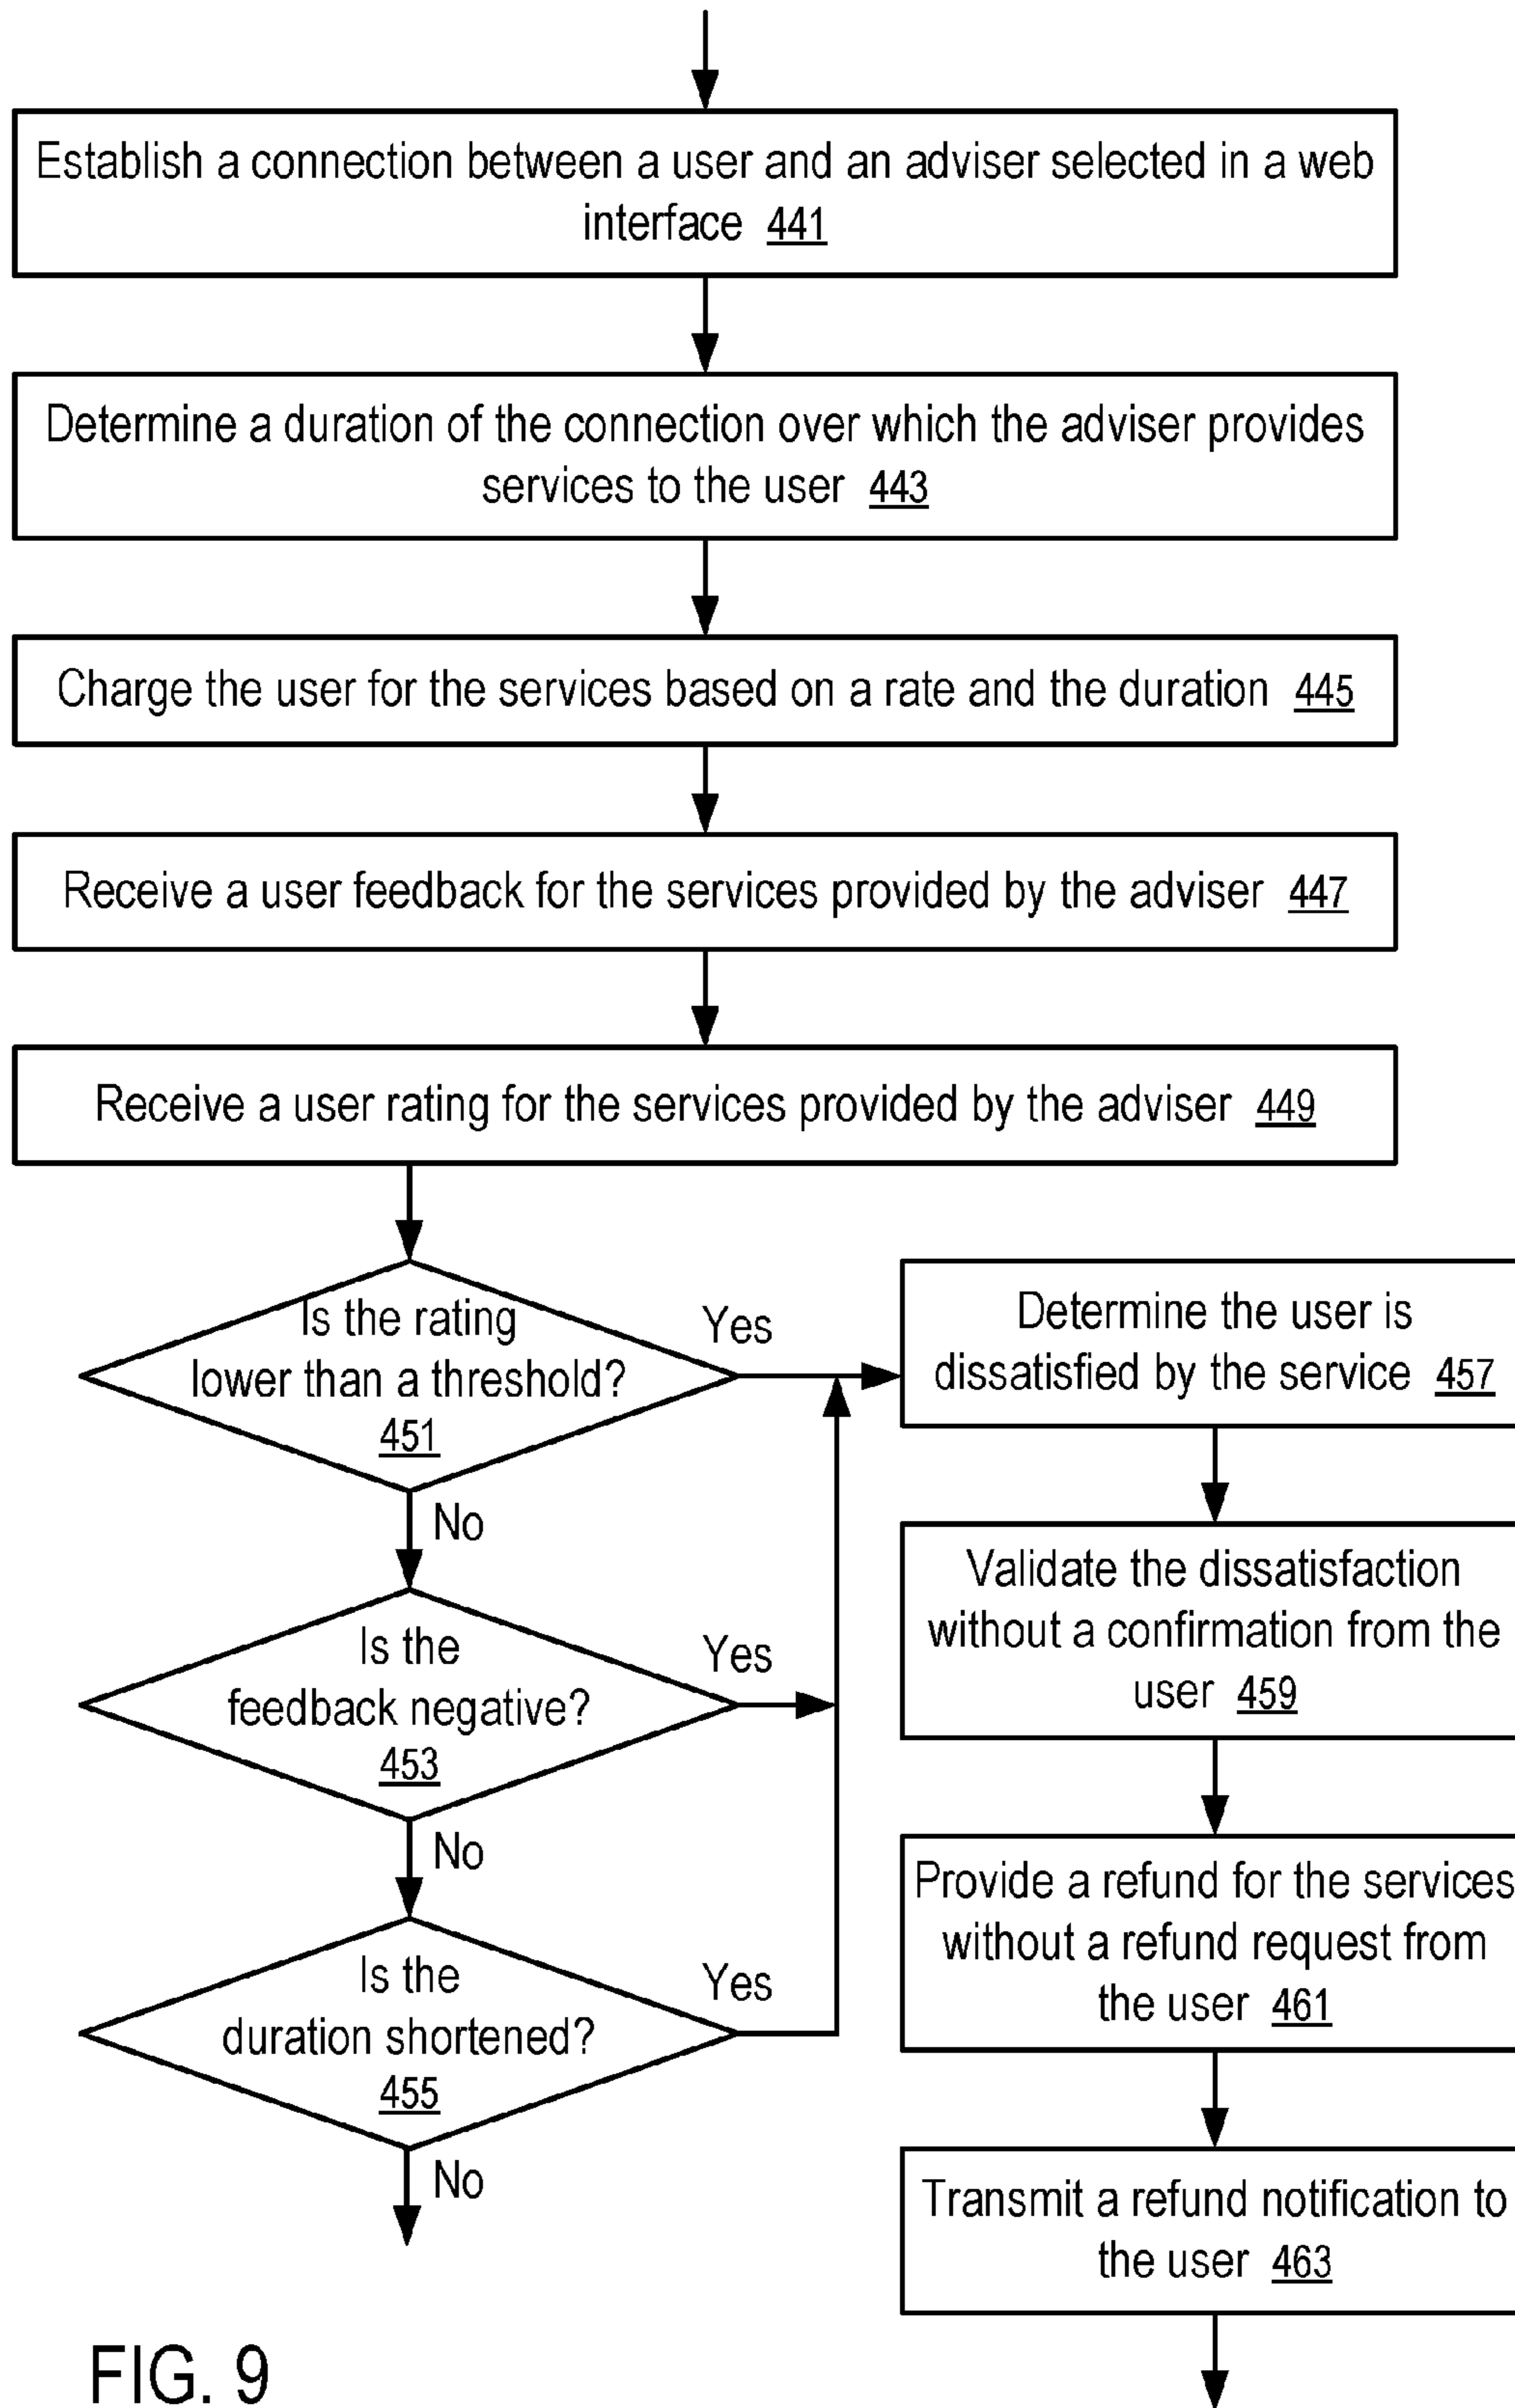 Establish a connection between a user and an adviser selected in a web
interface 441
Determine a duration of the connection over which the adviser provides
services to the user 443
Charge the user for the services based on a rate and the duration 445
Receive a user feedback for the services provided by the adviser 447
Receive a user rating for the services provided by the adviser 449
Is the rating
lower than a threshold?
451
Yes
No
Is the
feedback negative?
453
Yes
No
Is the
duration shortened?
455
Yes
No
Determine the user is
dissatisfied by the service 457
Validate the dissatisfaction
without a confirmation from the
user 459
Provide a refund for the services
without a refund request from
the user 461
Transmit a refund notification to
the user 463
FIG. 9